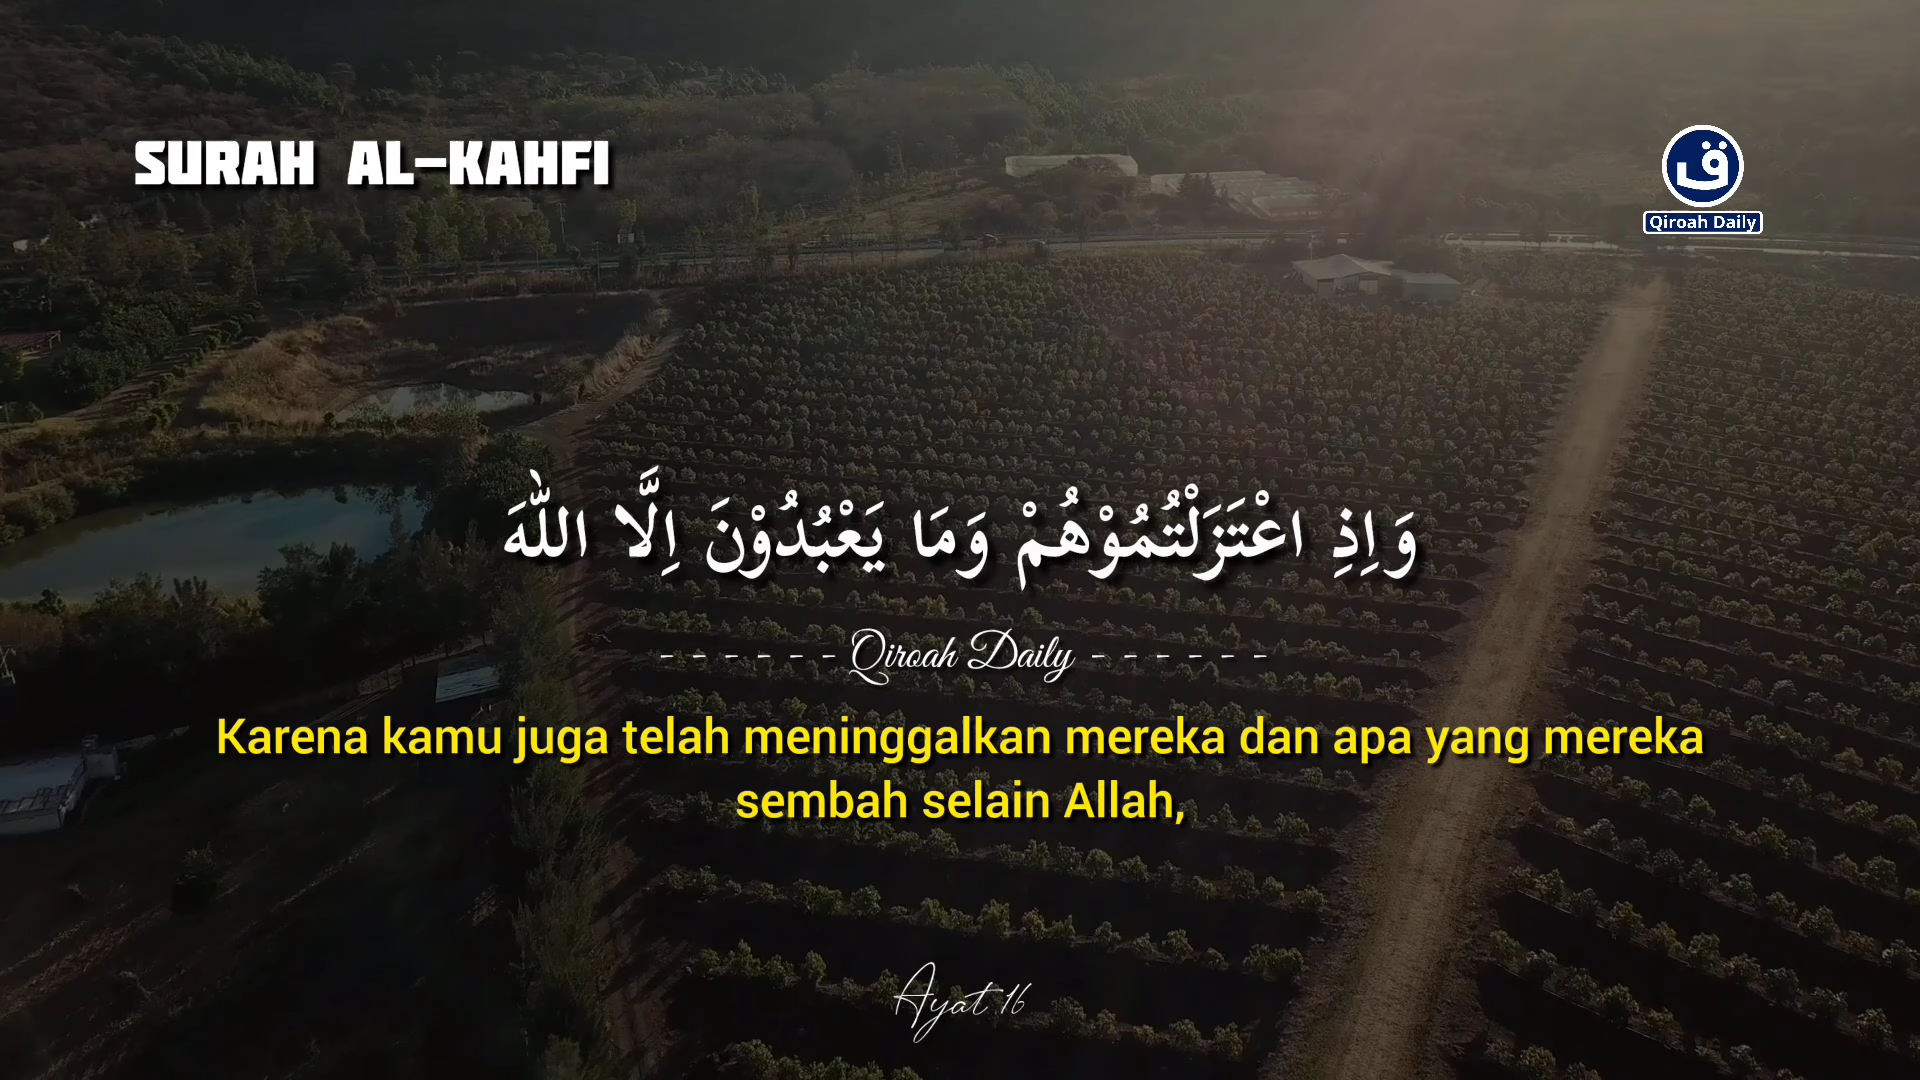 SURAH AL-KAHFI
ق
Qiroah Daily
وَاِذِ اعْتَزَلْتُمُوْهُمْ وَمَا يَعْبُدُوْنَ اِلَّا اللّٰهَ
------ Qiroah Daily ------
Karena kamu juga telah meninggalkan mereka dan apa yang mereka
sembah selain Allah,
Ayat 16